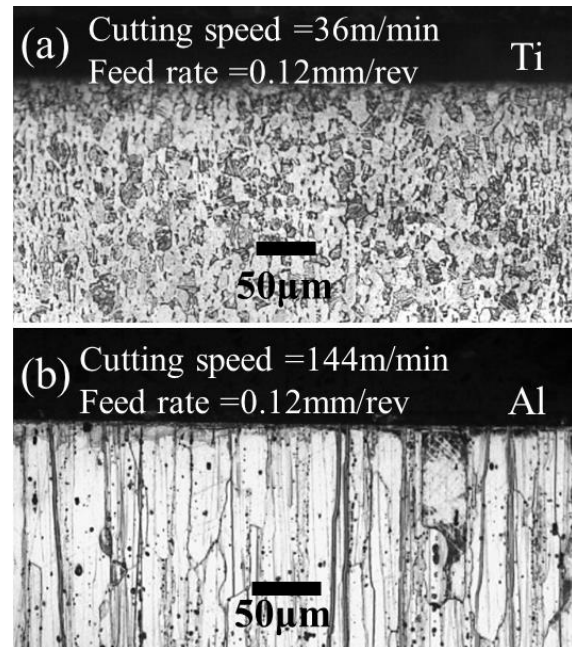 (a) Cutting speed =36m/min
Feed rate =0.12mm/rev
Ti
50μm
(b) Cutting speed =144m/min
Feed rate =0.12mm/rev
Al
50μm